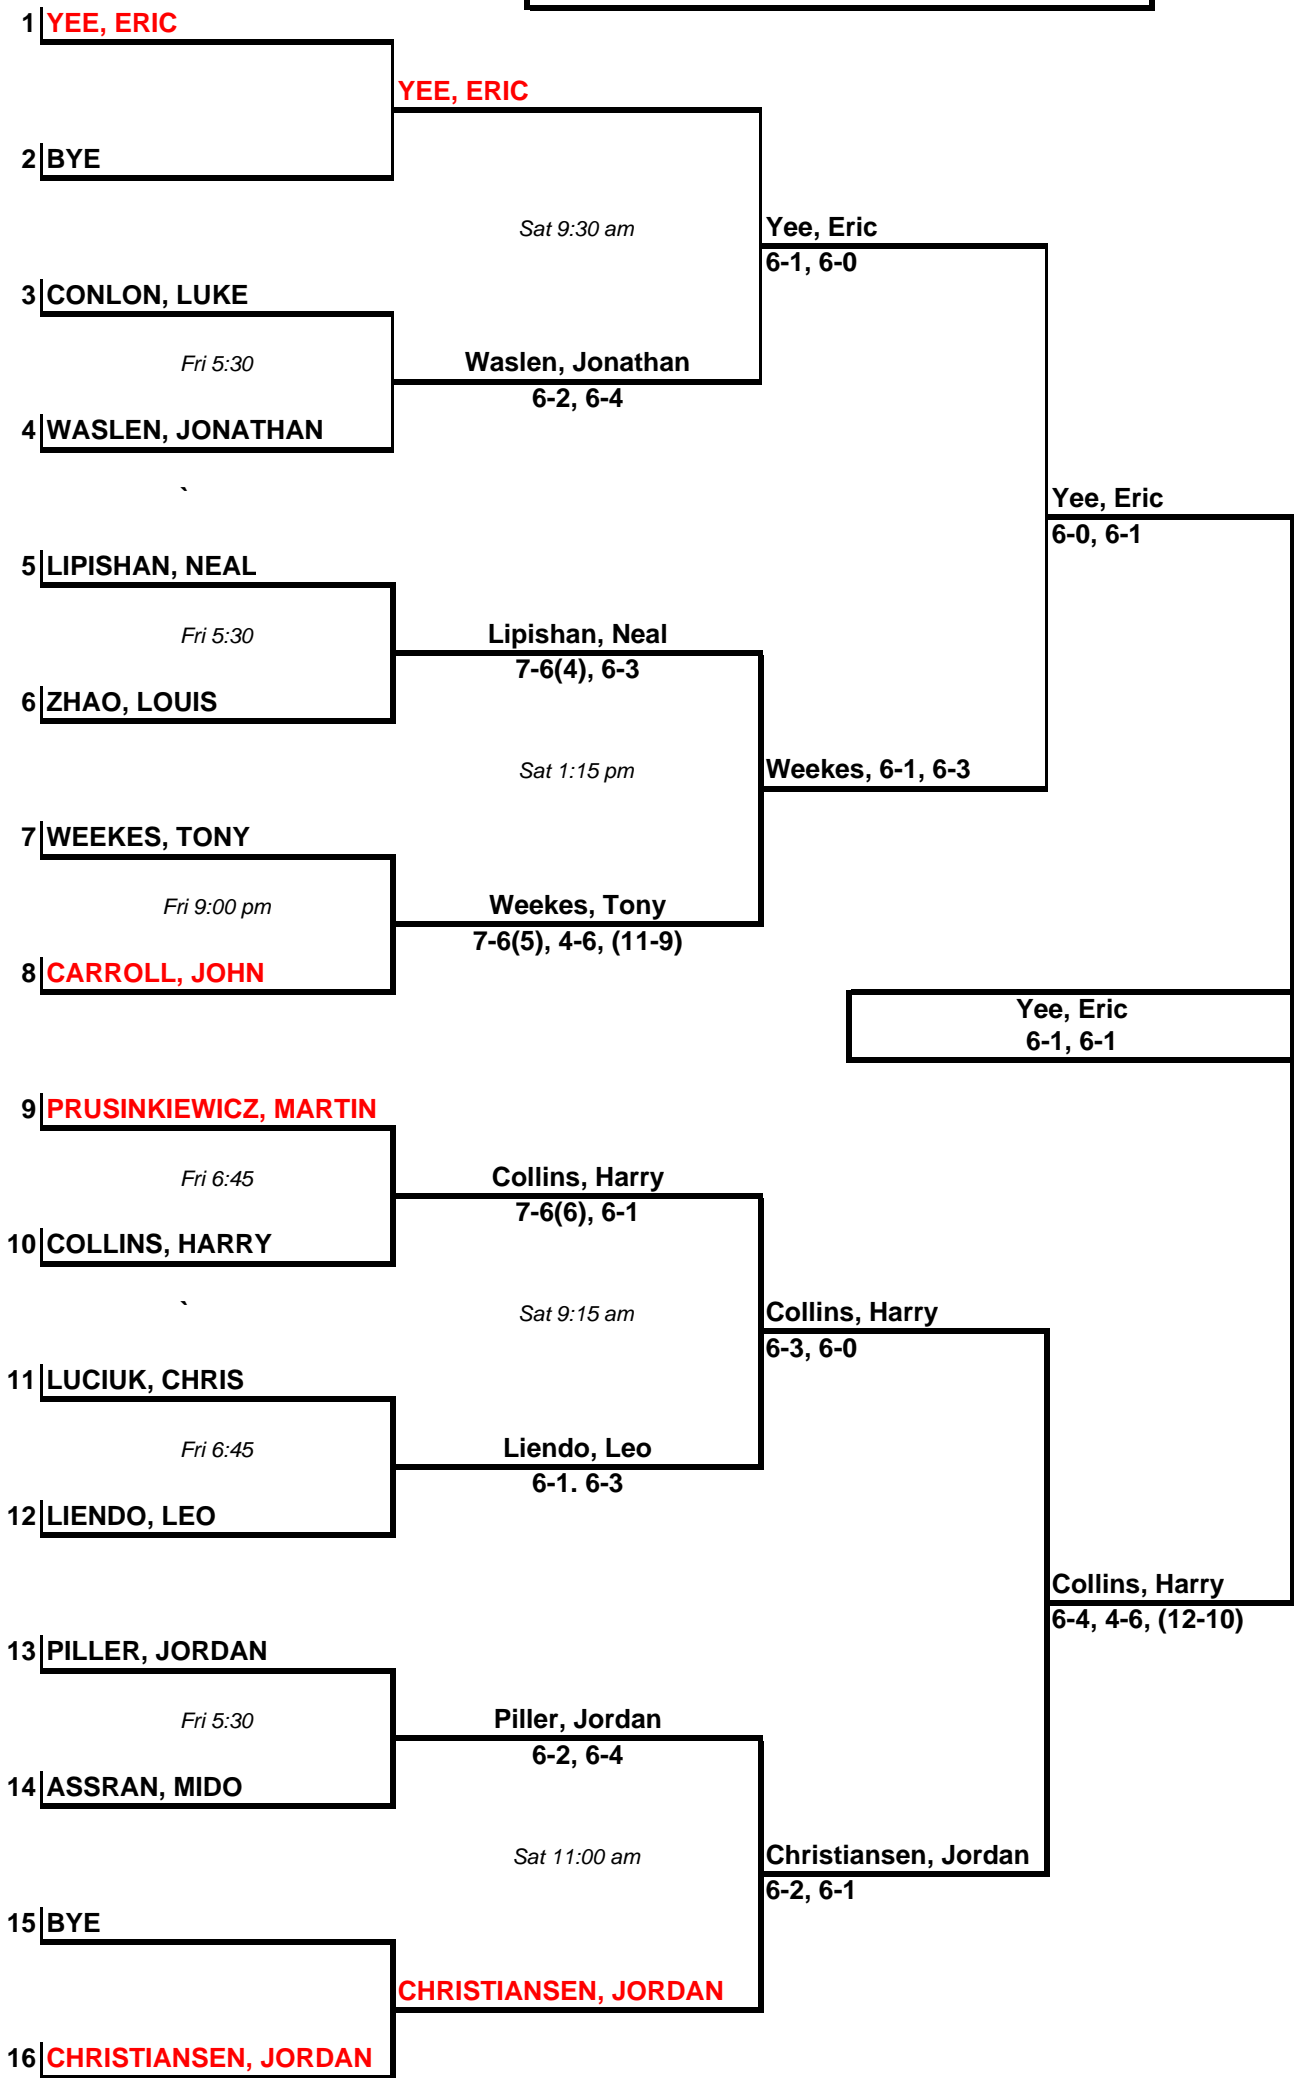 1 YEE, ERIC
YEE, ERIC
2 BYE
Sat 9:30 am
Yee, Eric
6-1, 6-0
3 CONLON, LUKE
Fri 5:30
Waslen, Jonathan
6-2, 6-4
4 WASLEN, JONATHAN
`
Yee, Eric
6-0, 6-1
5 LIPISHAN, NEAL
Fri 5:30
Lipishan, Neal
7-6(4), 6-3
6 ZHAO, LOUIS
Sat 1:15 pm
Weekes, 6-1, 6-3
7 WEEKES, TONY
Fri 9:00 pm
Weekes, Tony
7-6(5), 4-6, (11-9)
8 CARROLL, JOHN
Yee, Eric
6-1, 6-1
9 PRUSINKIEWICZ, MARTIN
Fri 6:45
Collins, Harry
7-6(6), 6-1
10 COLLINS, HARRY
`
Sat 9:15 am
Collins, Harry
6-3, 6-0
11 LUCIUK, CHRIS
Fri 6:45
Liendo, Leo
6-1. 6-3
12 LIENDO, LEO
Collins, Harry
6-4, 4-6, (12-10)
13 PILLER, JORDAN
Fri 5:30
Piller, Jordan
6-2, 6-4
14 ASSRAN, MIDO
Sat 11:00 am
Christiansen, Jordan
6-2, 6-1
15 BYE
CHRISTIANSEN, JORDAN
16 CHRISTIANSEN, JORDAN